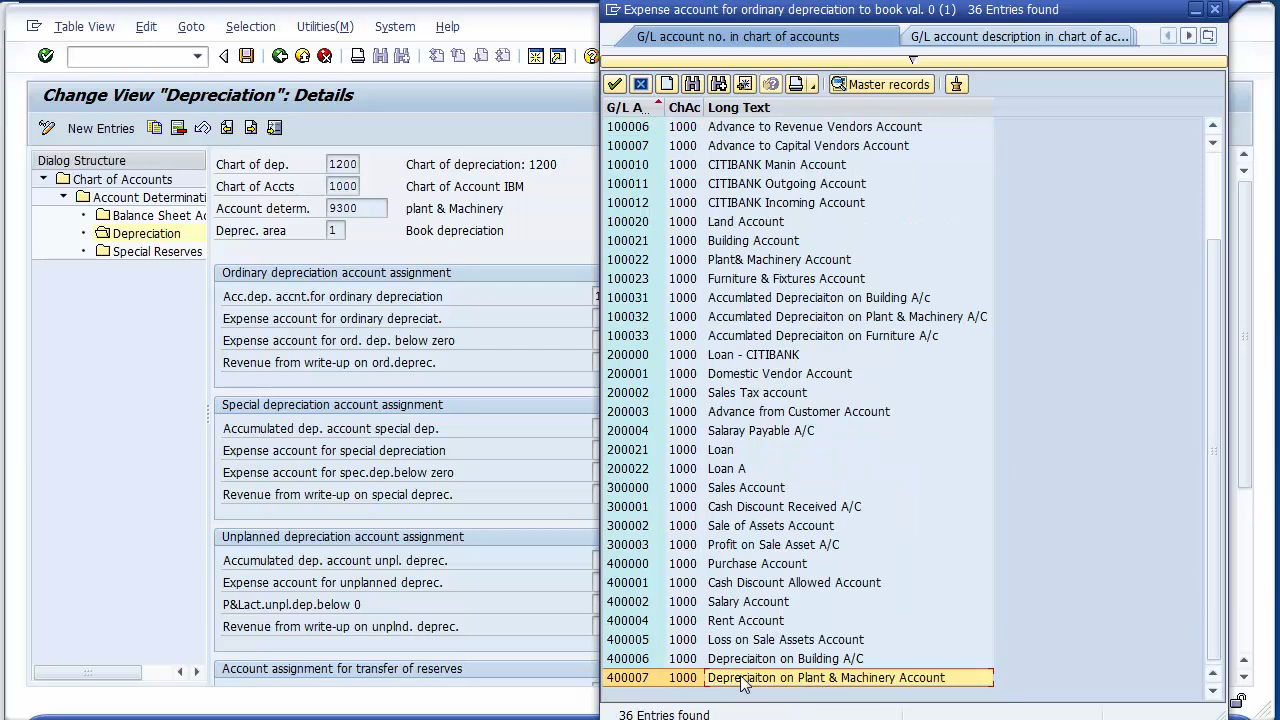 Table View Edit Goto Selection Utilities(M) System Help
Change View "Depreciation": Details
New Entries
Dialog Structure
Chart of Accounts
Account Determinati
Balance Sheet Ac
Depreciation
Special Reserves
Chart of dep. 1200 Chart of depreciation: 1200
Chart of Accts 1000 Chart of Account IBM
Account determ. 9300 plant & Machinery
Deprec. area 1 Book depreciation
Ordinary depreciation account assignment
Acc.dep. accnt.for ordinary depreciation
Expense account for ordinary depreciat.
Expense account for ord. dep. below zero
Revenue from write-up on ord.deprec.
Special depreciation account assignment
Accumulated dep. account special dep.
Expense account for special depreciation
Expense account for spec.dep.below zero
Revenue from write-up on special deprec.
Unplanned depreciation account assignment
Accumulated dep. account unpl. deprec.
Expense account for unplanned deprec.
P&Lact.unpl.dep.below 0
Revenue from write-up on unplnd. deprec.
Account assignment for transfer of reserves
Expense account for ordinary depreciation to book val. 0 (1) 36 Entries found
G/L account no. in chart of accounts G/L account description in chart of ac...
Master records
G/L A... ChAc Long Text
100006 1000 Advance to Revenue Vendors Account
100007 1000 Advance to Capital Vendors Account
100010 1000 CITIBANK Manin Account
100011 1000 CITIBANK Outgoing Account
100012 1000 CITIBANK Incoming Account
100020 1000 Land Account
100021 1000 Building Account
100022 1000 Plant& Machinery Account
100023 1000 Furniture & Fixtures Account
100031 1000 Accumlated Depreciaiton on Building A/c
100032 1000 Accumlated Depreciaiton on Plant & Machinery A/C
100033 1000 Accumlated Depreciaiton on Furniture A/c
200000 1000 Loan - CITIBANK
200001 1000 Domestic Vendor Account
200002 1000 Sales Tax account
200003 1000 Advance from Customer Account
200004 1000 Salaray Payable A/C
200021 1000 Loan
200022 1000 Loan A
300000 1000 Sales Account
300001 1000 Cash Discount Received A/C
300002 1000 Sale of Assets Account
300003 1000 Profit on Sale Asset A/C
400000 1000 Purchase Account
400001 1000 Cash Discount Allowed Account
400002 1000 Salary Account
400004 1000 Rent Account
400005 1000 Loss on Sale Assets Account
400006 1000 Depreciaiton on Building A/C
400007 1000 Depreciaiton on Plant & Machinery Account
36 Entries found